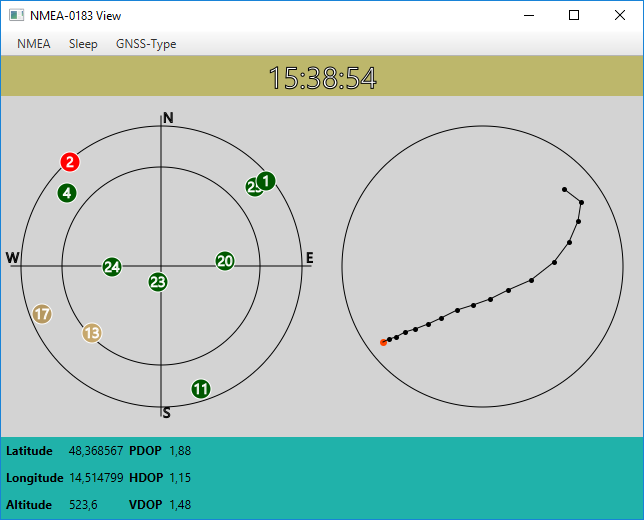 NMEA-0183 View
NMEA Sleep GNSS-Type
15:38:54
N
2
1
4
W
E
20
24
23
17
13
11
S
Latitude 48,368567 PDOP 1,88
Longitude 14,514799 HDOP 1,15
Altitude 523,6 VDOP 1,48